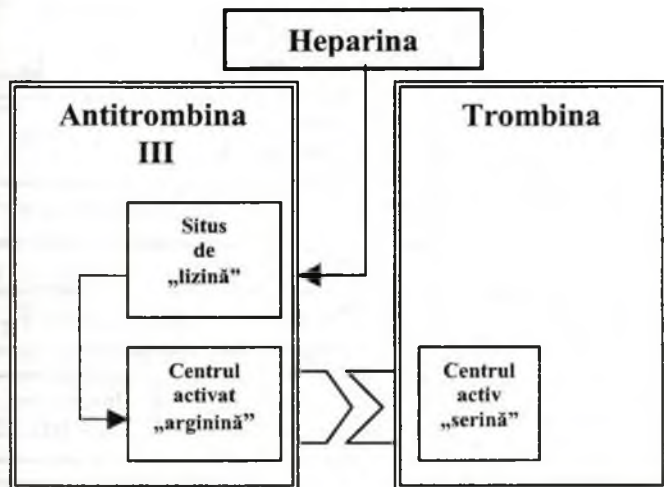 Heparina
Antitrombina
III
Trombina
Situs
de
„lizină”
Centrul
activat
„arginină”
Centrul
activ
„serină”